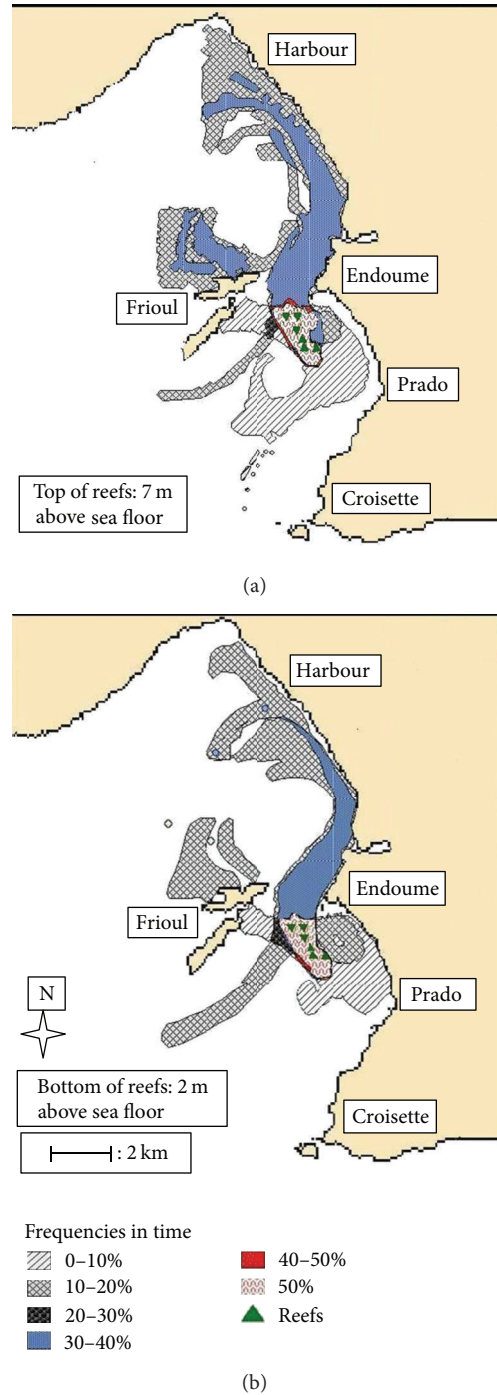 Harbour
Endoume
Frioul
Prado
Top of reefs: 7 m
above sea floor
Croisette
(a)
Harbour
Endoume
Frioul
N
Prado
Bottom of reefs: 2 m
above sea floor
Croisette
: 2 km
Frequencies in time
0–10%
10–20%
20–30%
30–40%
40–50%
50%
Reefs
(b)